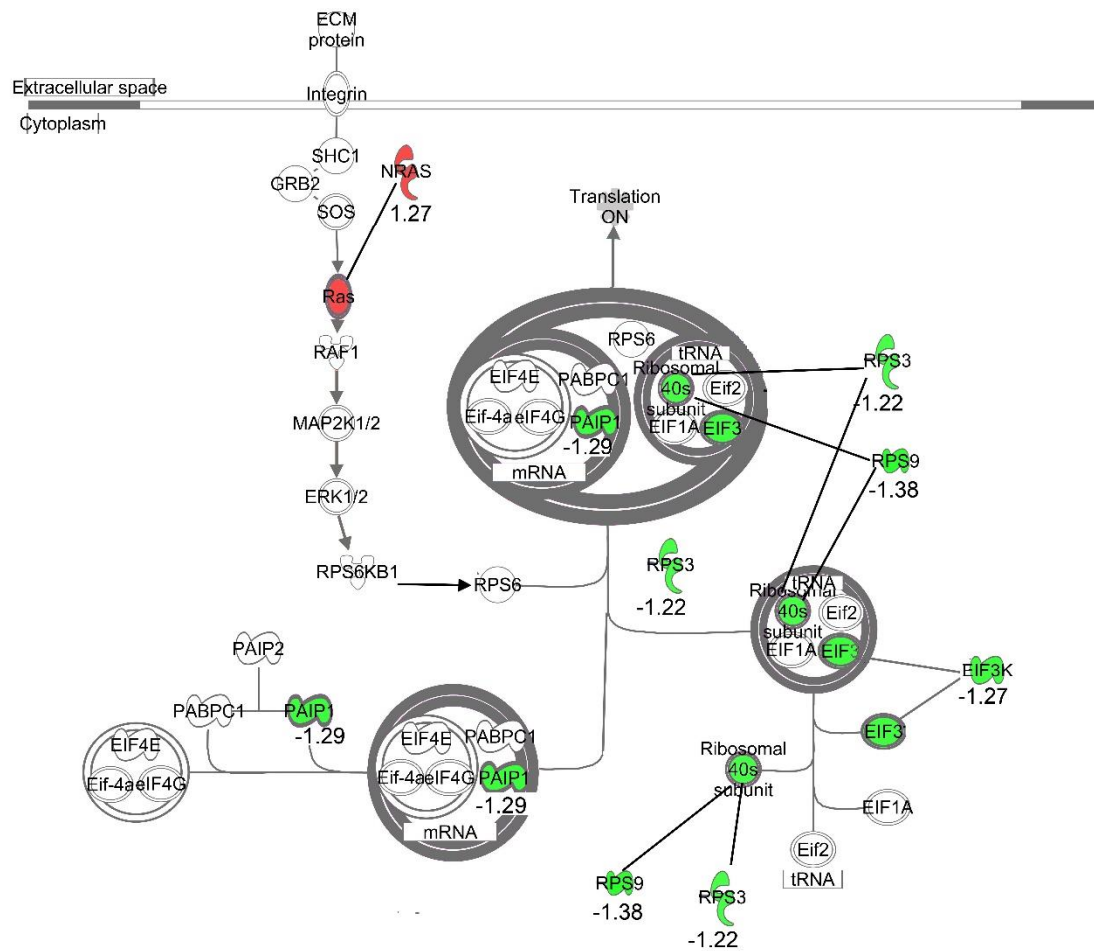 ECM
protein
Extracellular space
Integrin
Cytoplasm
SHC1
GRB2
NRAS
SOS
1.27
Translation
ON
Ras
RAF1
RPS6
tRNA
Ribosomal
EIF4E
PABPC1
40s
Eif2
subunit
Eif-4a
eIF4G
PAIP1
EIF1A
EIF3
-1.29
mRNA
RPS3
-1.22
MAP2K1/2
RPS9
-1.38
ERK1/2
RPS6KB1
RPS6
RPS3
-1.22
tRNA
Ribosomal
40s
Eif2
subunit
EIF1A
EIF3
EIF3K
-1.27
PAIP2
PABPC1
PAIP1
-1.29
EIF4E
Eif-4a
eIF4G
EIF4E
PABPC1
Eif-4a
eIF4G
PAIP1
-1.29
mRNA
EIF3
Ribosomal
40s
subunit
EIF1A
Eif2
tRNA
RPS9
-1.38
RPS3
-1.22